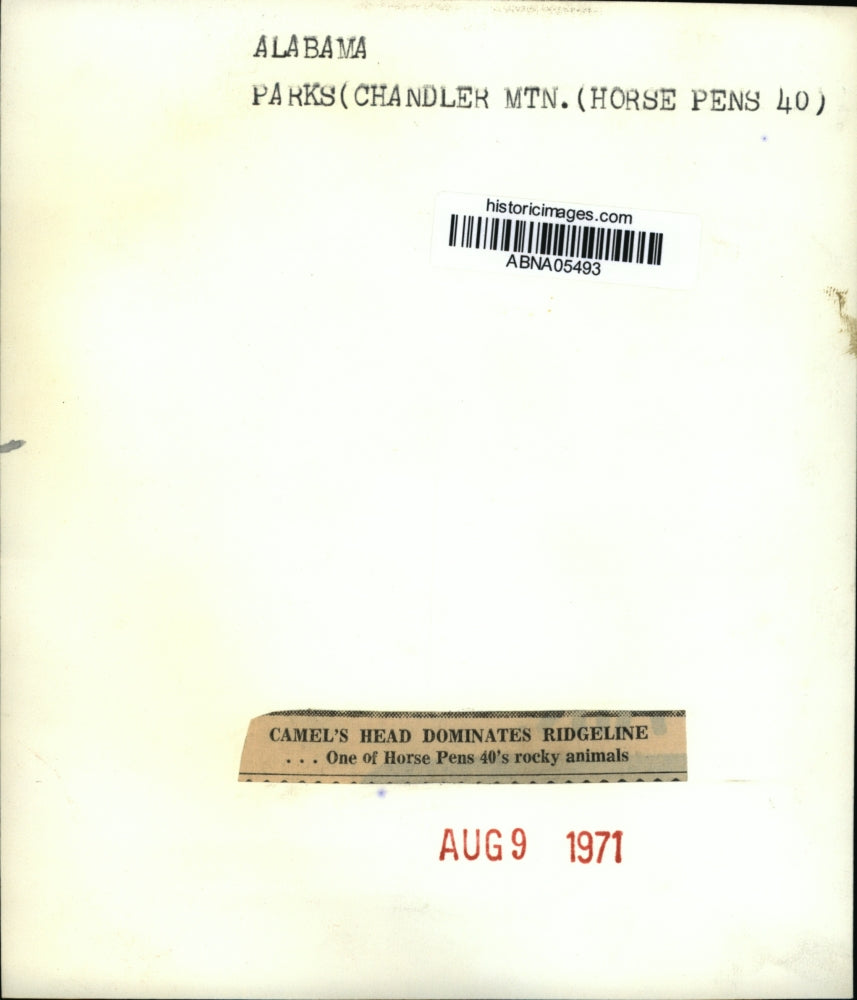 ALABAMA
PARKS(CHANDLER MTN.(HORSE PENS 40)
historicimages.com
ABNA05493
CAMEL'S HEAD DOMINATES RIDGELINE
. . . One of Horse Pens 40's rocky animals
AUG 9 1971